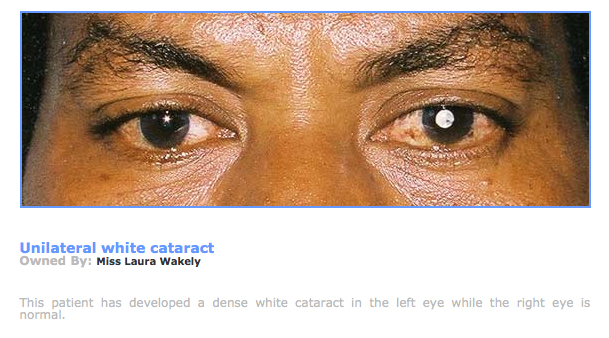 Unilateral white cataract
Owned By: Miss Laura Wakely
This patient has developed a dense white cataract in the left eye while the right eye is
normal.